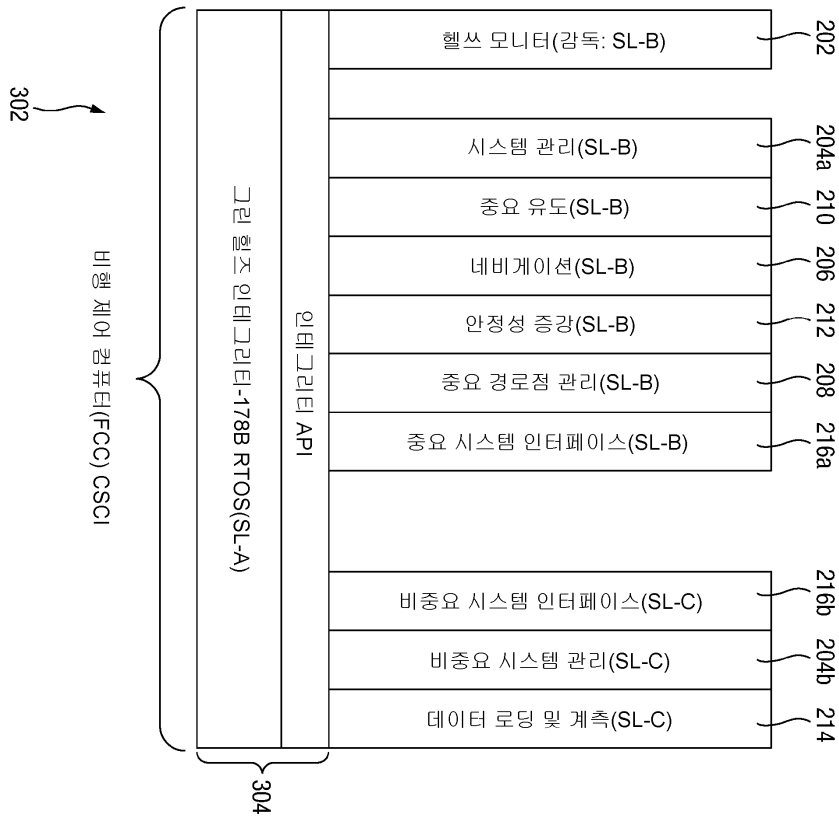 헬쓰 모니터(감독: SL-B)
202
시스템 관리(SL-B)
204a
중요 유도(SL-B)
210
네비게이션(SL-B)
206
안정성 증강(SL-B)
212
중요 경로점 관리(SL-B)
208
중요 시스템 인터페이스(SL-B)
216a
비중요 시스템 인터페이스(SL-C)
216b
비중요 시스템 관리(SL-C)
204b
데이터 로딩 및 계측(SL-C)
214
인테그리티 API
그린 힐즈 인테그리티-178B RTOS(SL-A)
304
302
비행 제어 컴퓨터(FCC) CSCI